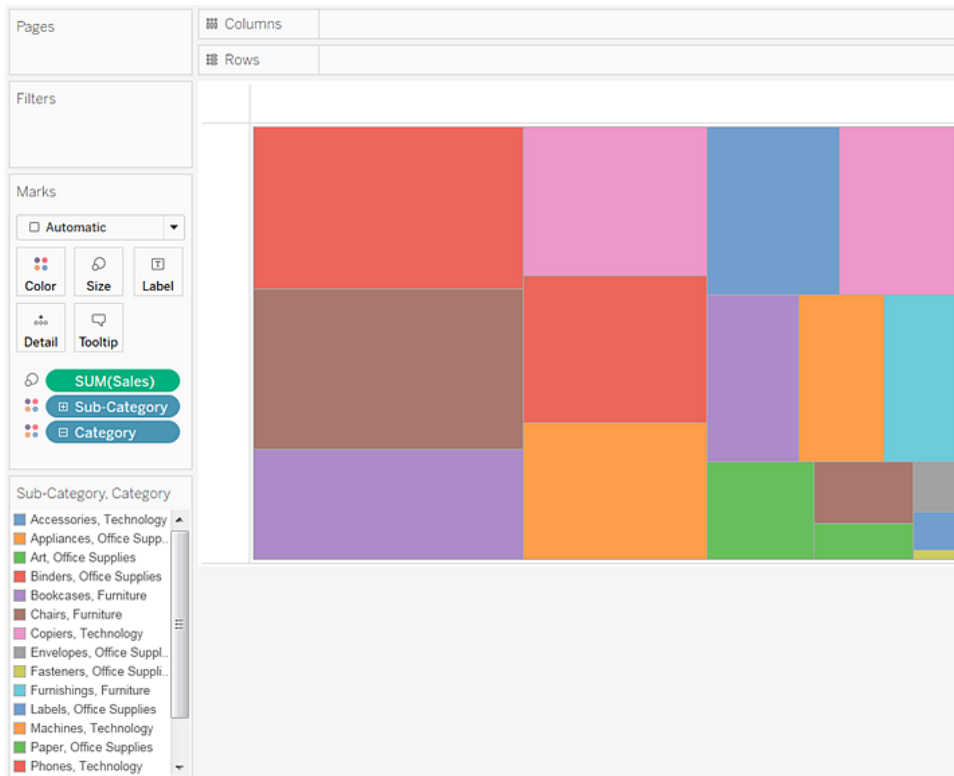 Pages
Columns
Rows
Filters
Marks
Automatic
Color Size Label
Detail Tooltip
SUM(Sales)
Sub-Category
Category
Sub-Category, Category
Accessories, Technology
Appliances, Office Supp..
Art, Office Supplies
Binders, Office Supplies
Bookcases, Furniture
Chairs, Furniture
Copiers, Technology
Envelopes, Office Suppl..
Fasteners, Office Suppli..
Furnishings, Furniture
Labels, Office Supplies
Machines, Technology
Paper, Office Supplies
Phones, Technology